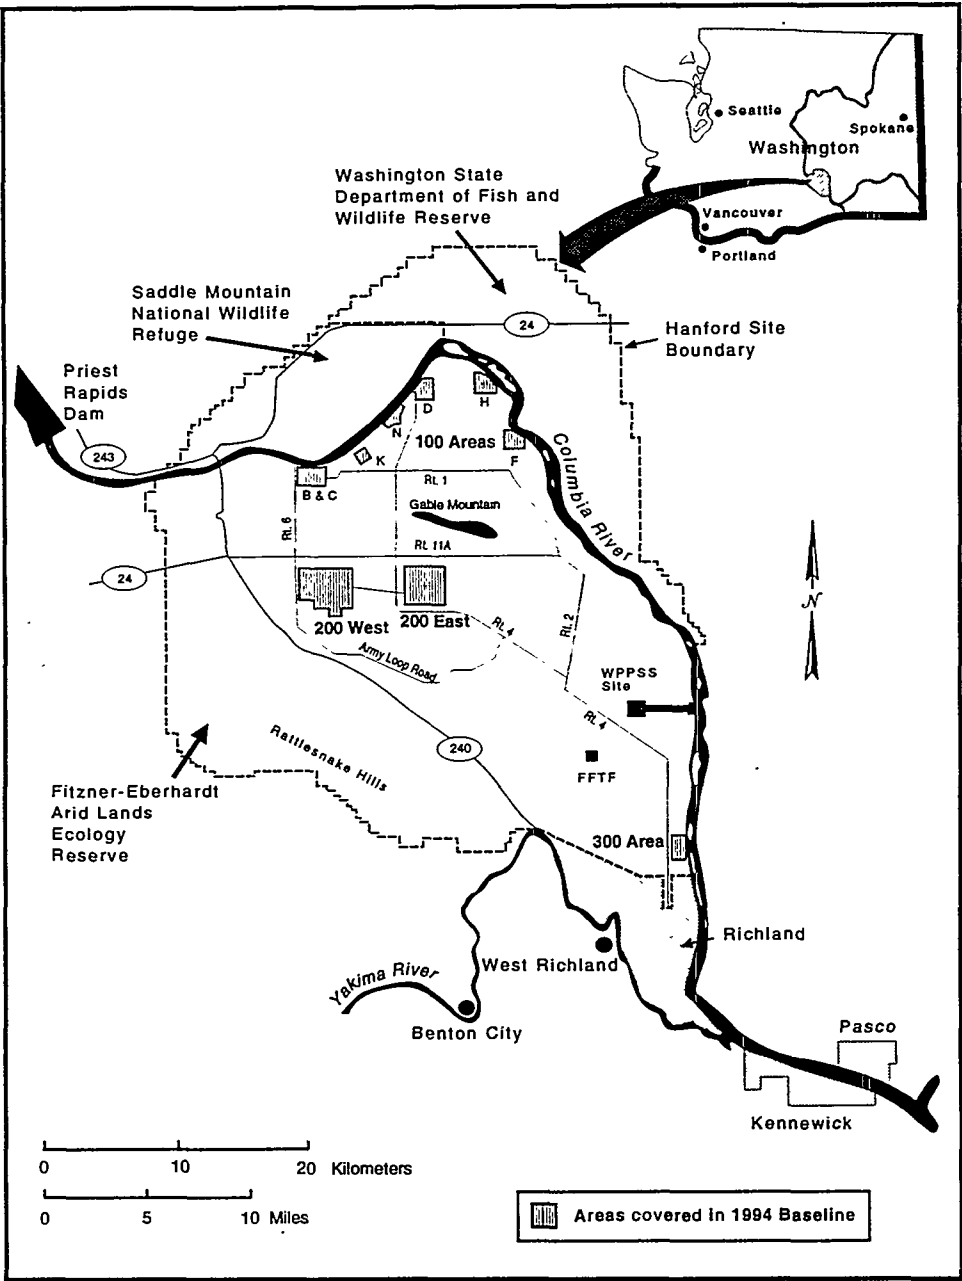 Seattle
Spokane
Washington
Vancouver
Portland
Washington State
Department of Fish and
Wildlife Reserve
Saddle Mountain
National Wildlife
Refuge
24
Hanford Site
Boundary
Priest
Rapids
Dam
243
D
H
N
100 Areas
F
K
B & C
Rt. 1
Columbia River
Gable Mountain
Rt. 6
Rt. 11A
24
200 West
200 East
Rt. 4
Rt. 2
Army Loop Road
WPPSS
Site
N
Rt. 4
Rattlesnake Hills
240
FFTF
Fitzner-Eberhardt
Arid Lands
Ecology
Reserve
300 Area
Richland
West Richland
Yakima River
Benton City
Pasco
Kennewick
0 10 20 Kilometers
0 5 10 Miles
Areas covered in 1994 Baseline